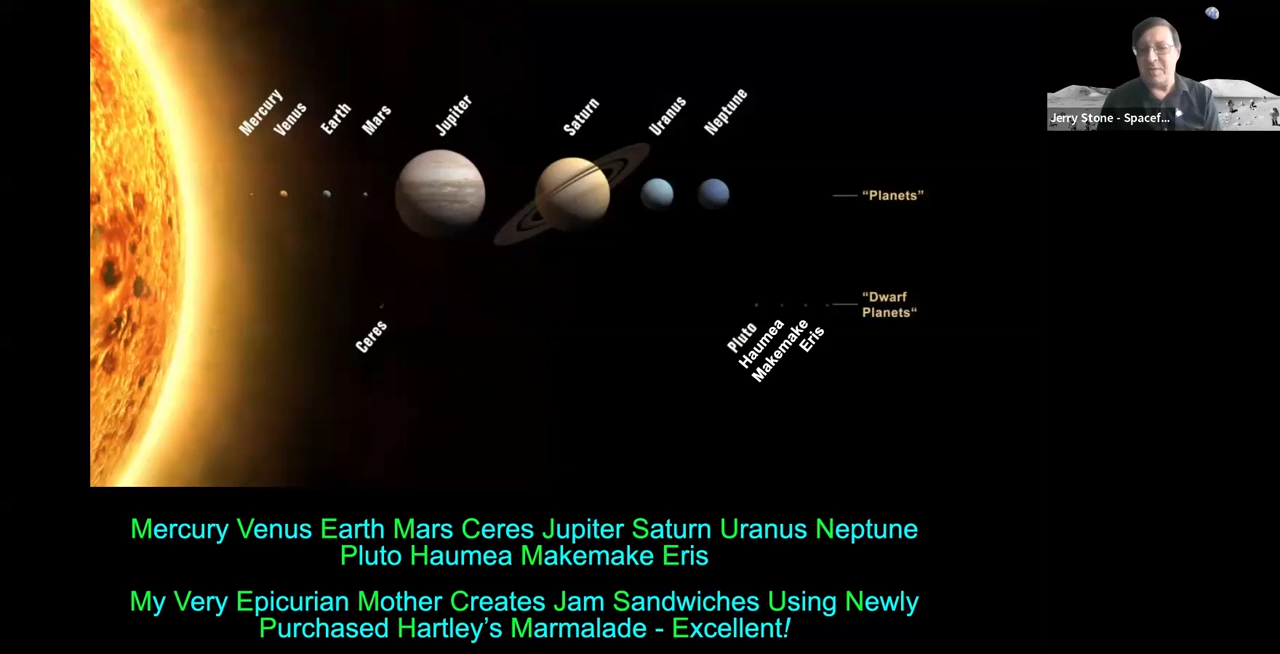 Mercury
Venus
Earth
Mars
Jupiter
Saturn
Uranus
Neptune
“Planets”
Jerry Stone - Spacef...
Ceres
Pluto
Haumea
Makemake
Eris
“Dwarf
Planets“
Mercury Venus Earth Mars Ceres Jupiter Saturn Uranus Neptune
Pluto Haumea Makemake Eris
My Very Epicurian Mother Creates Jam Sandwiches Using Newly
Purchased Hartley’s Marmalade - Excellent!